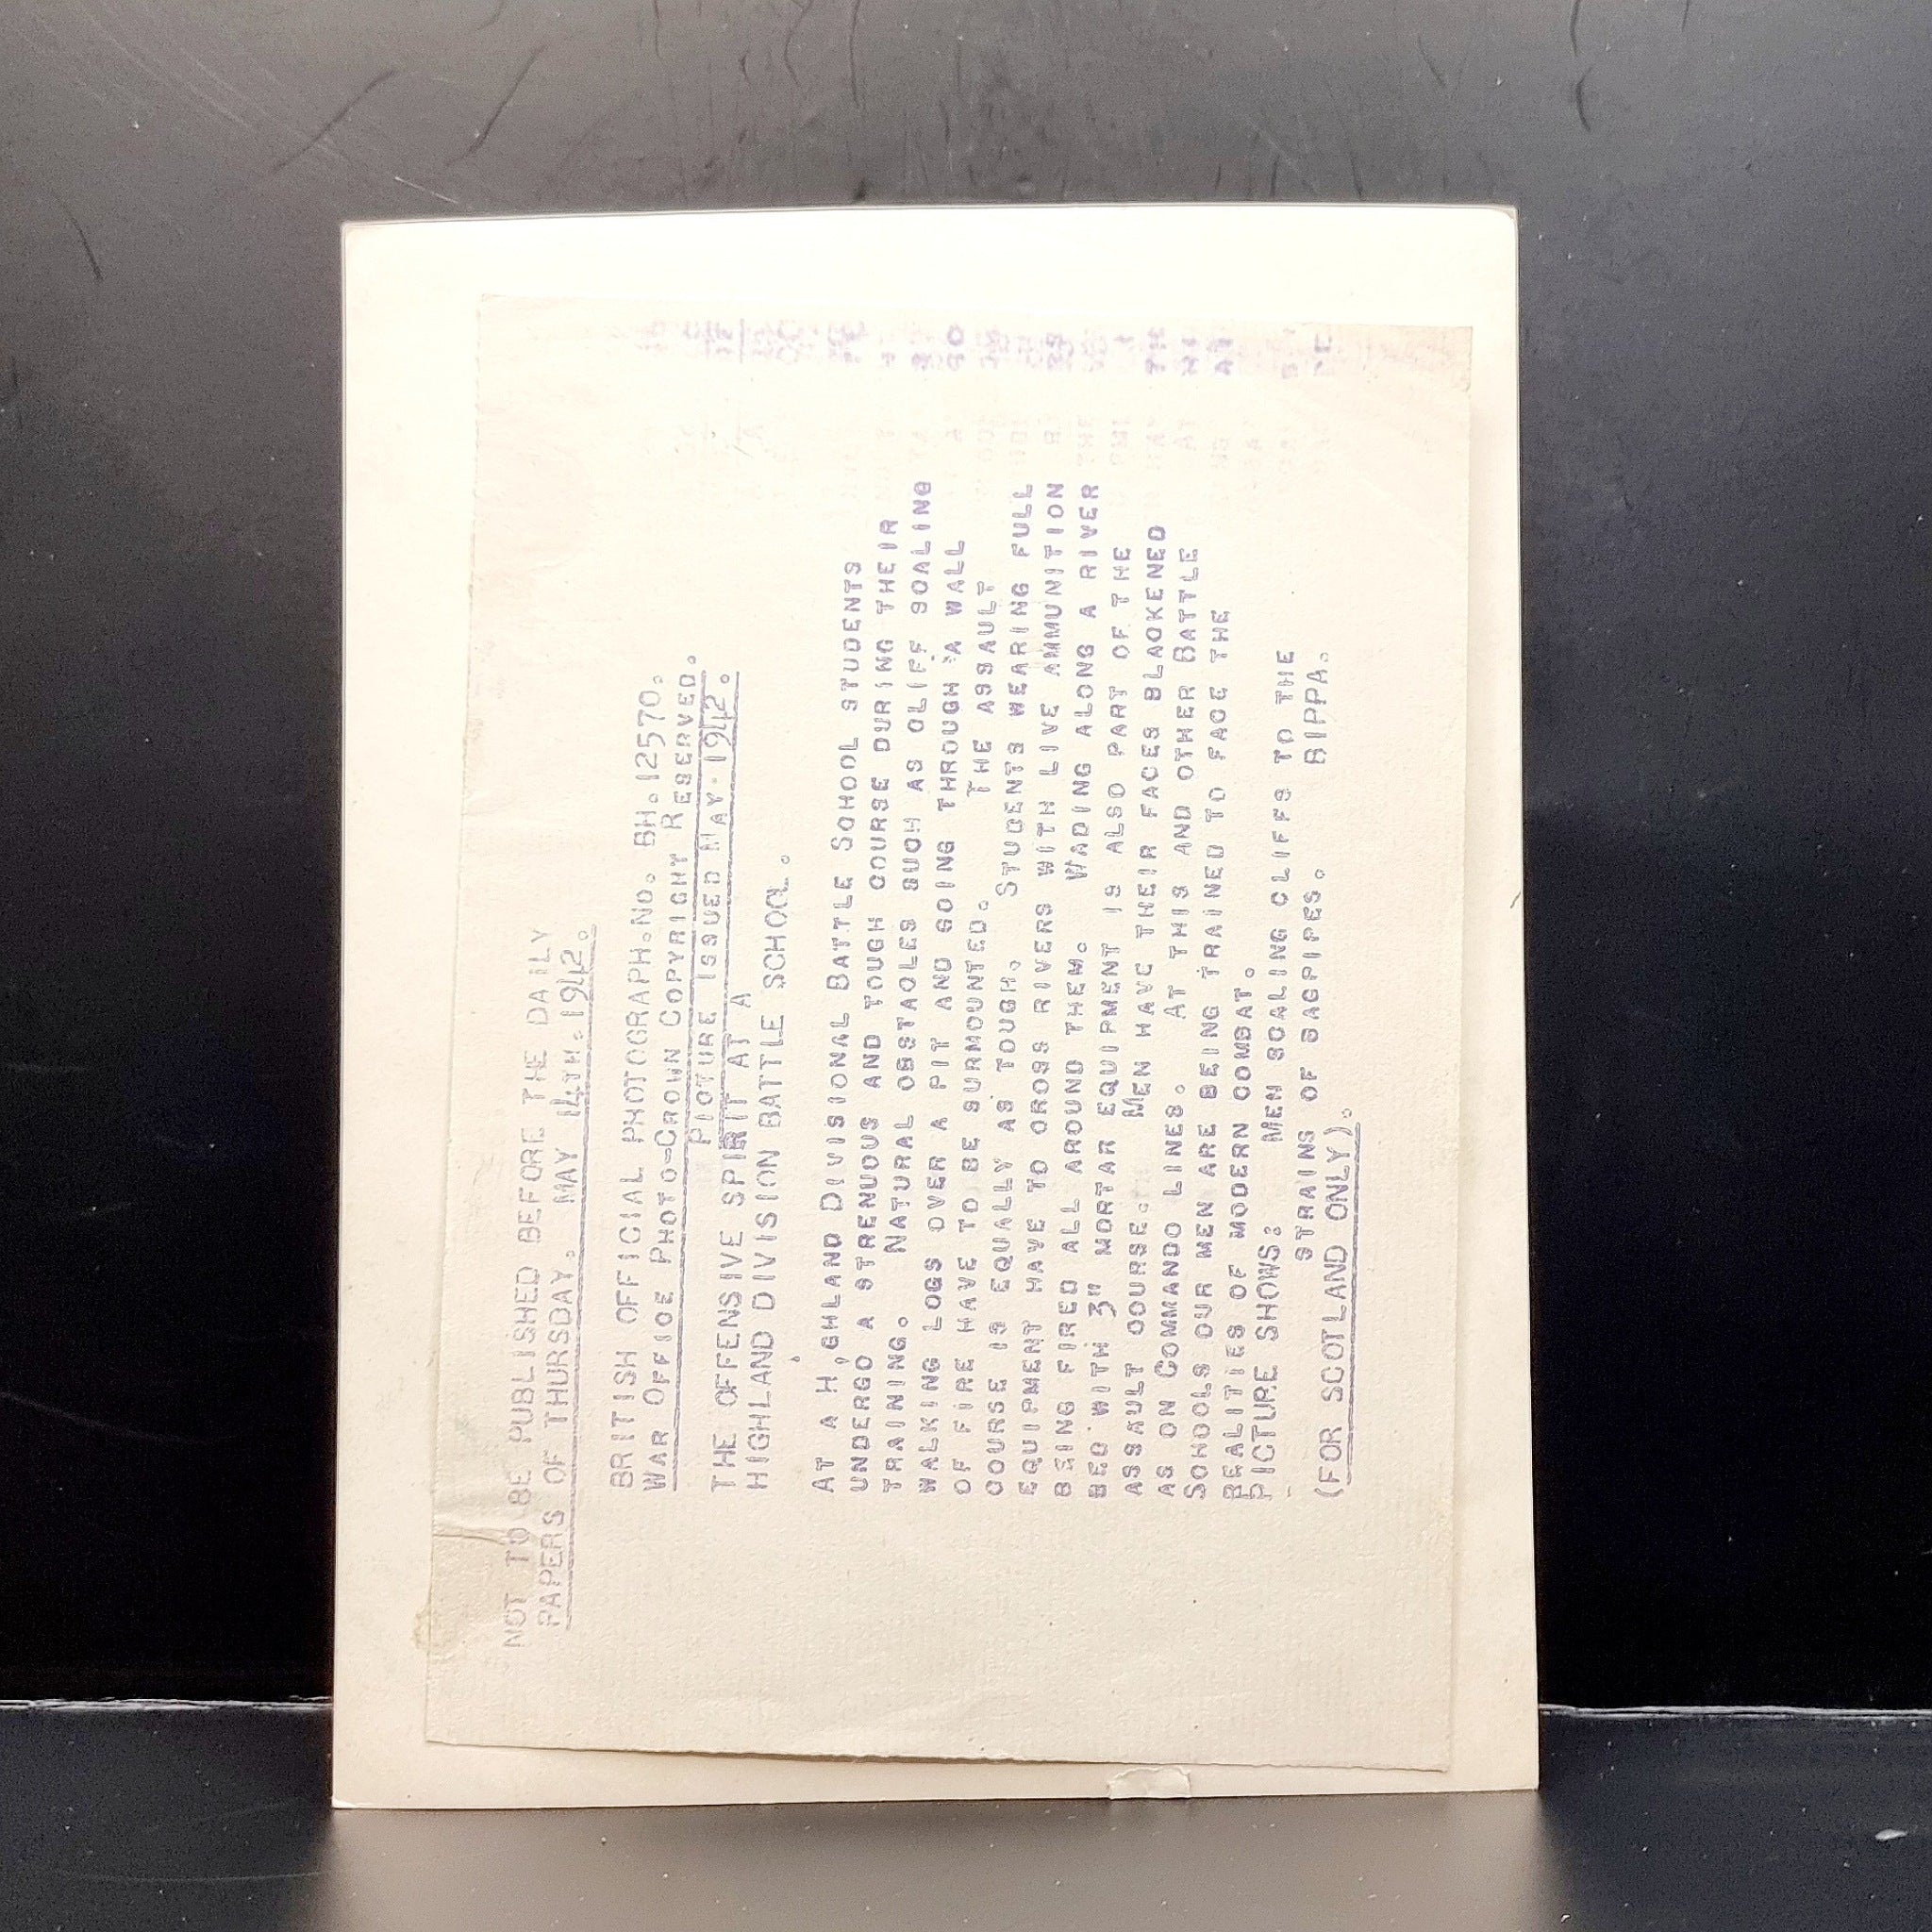 NOT TO BE PUBLISHED BEFORE THE DAILY
PAPERS OF THURSDAY. MAY 14TH.1942.
BRITISH OFFICIAL PHOTOGRAPH.NO. BH.12570.
WAR OFFICE PHOTO-CROWN COPYRIGHT RESERVED.
PICTURE ISSUED MAY.1942.
THE OFFENSIVE SPIRIT AT A
HIGHLAND DIVISION BATTLE SCHOOL.
AT A HIGHLAND DIVISIONAL BATTLE SCHOOL STUDENTS
UNDERGO A STRENUOUS AND TOUGH COURSE DURING THEIR
TRAINING. NATURAL OBSTACLES SUCH AS CLIFF SCALING
WALKING LOGS OVER A PIT AND GOING THROUGH A WALL
OF FIRE HAVE TO BE SURMOUNTED. THE ASSAULT
COURSE IS EQUALLY AS TOUGH. STUDENTS WEARING FULL
EQUIPMENT HAVE TO CROSS RIVERS WITH LIVE AMMUNITION
BEING FIRED ALL AROUND THEM. WADING ALONG A RIVER
BED WITH 3" MORTAR EQUIPMENT IS ALSO PART OF THE
ASSAULT COURSE. MEN HAVE THEIR FACES BLACKENED
AS ON COMMANDO LINES. AT THIS AND OTHER BATTLE
SCHOOLS OUR MEN ARE BEING TRAINED TO FACE THE
REALITIES OF MODERN COMBAT.
PICTURE SHOWS: MEN SCALING CLIFFS TO THE
STRAINS OF BAGPIPES. BIPPA.
(FOR SCOTLAND ONLY).